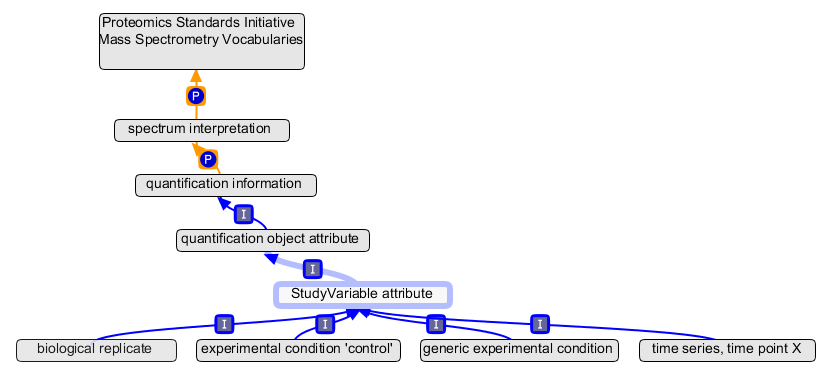 Proteomics Standards Initiative
Mass Spectrometry Vocabularies
P
spectrum interpretation
P
quantification information
I
quantification object attribute
I
StudyVariable attribute
I I I I
biological replicate experimental condition 'control' generic experimental condition time series, time point X